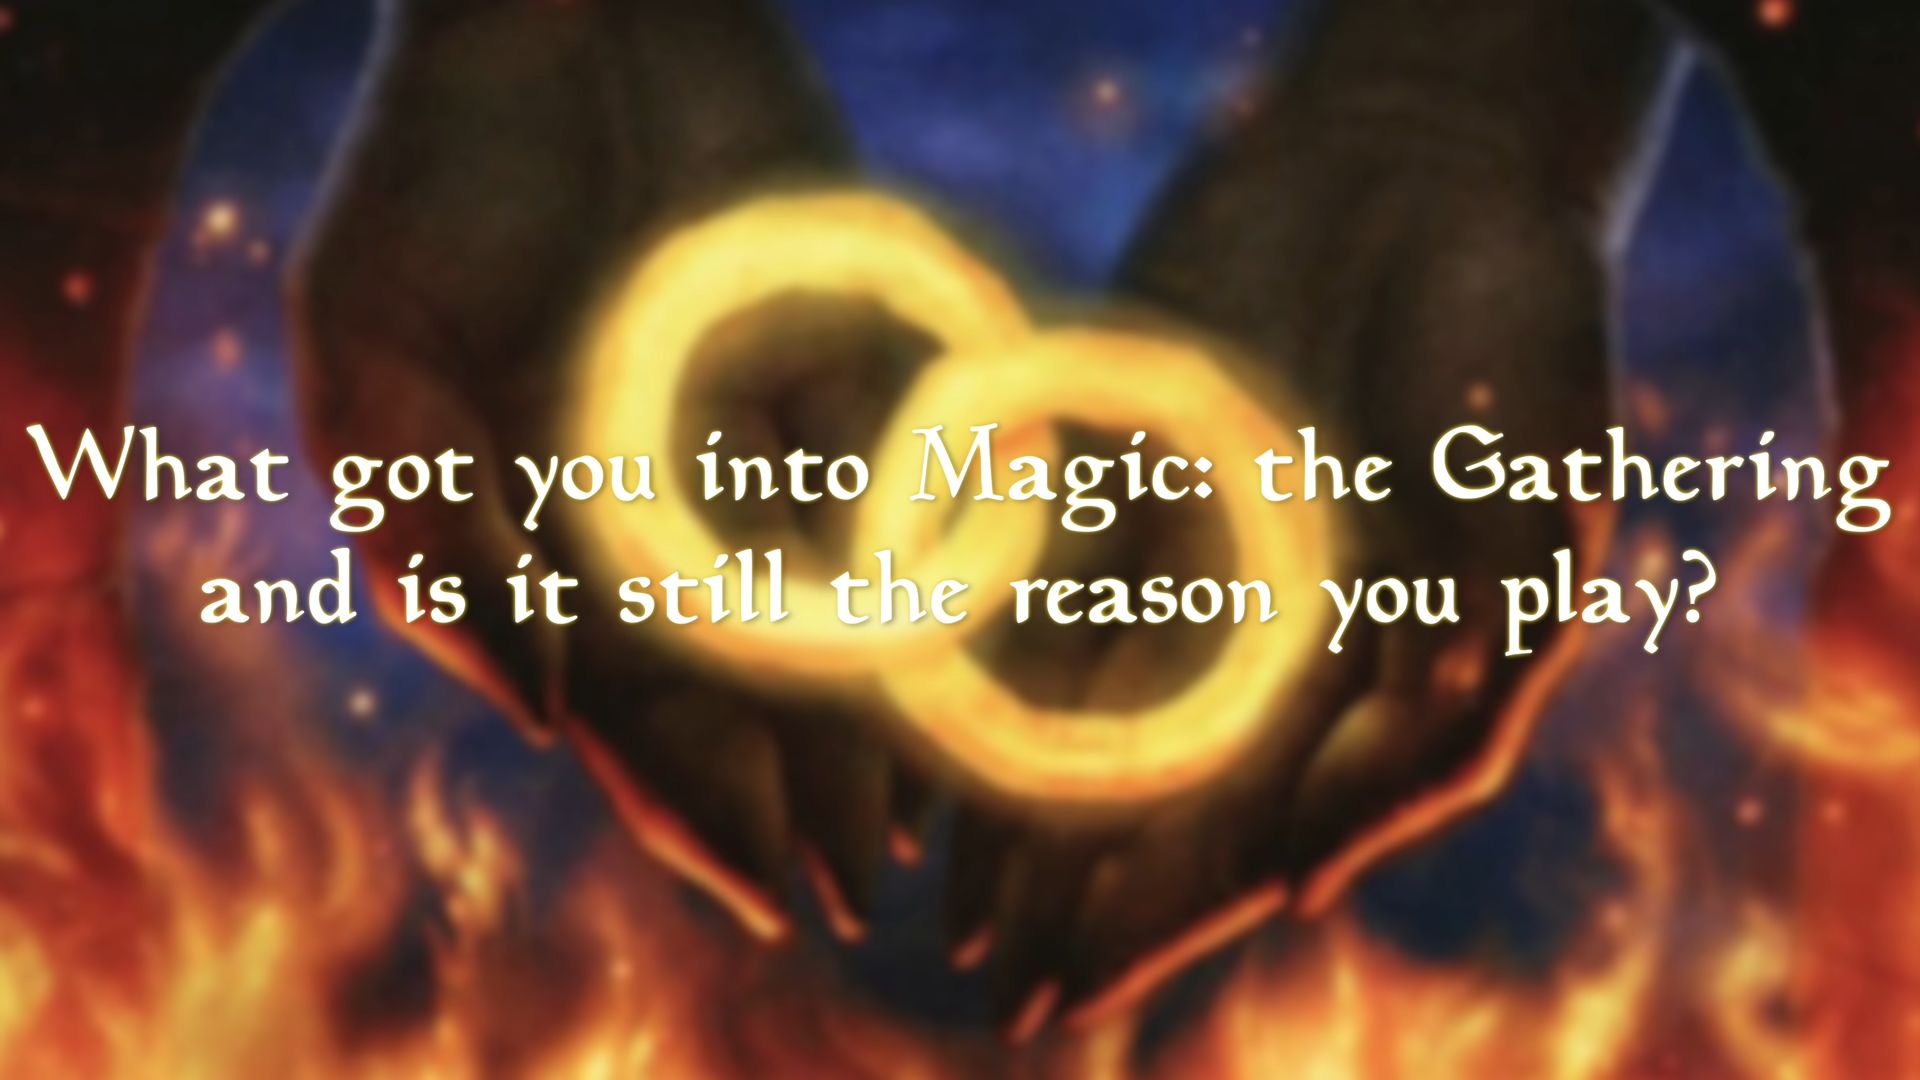 What got you into Magic: the Gathering
and is it still the reason you play?